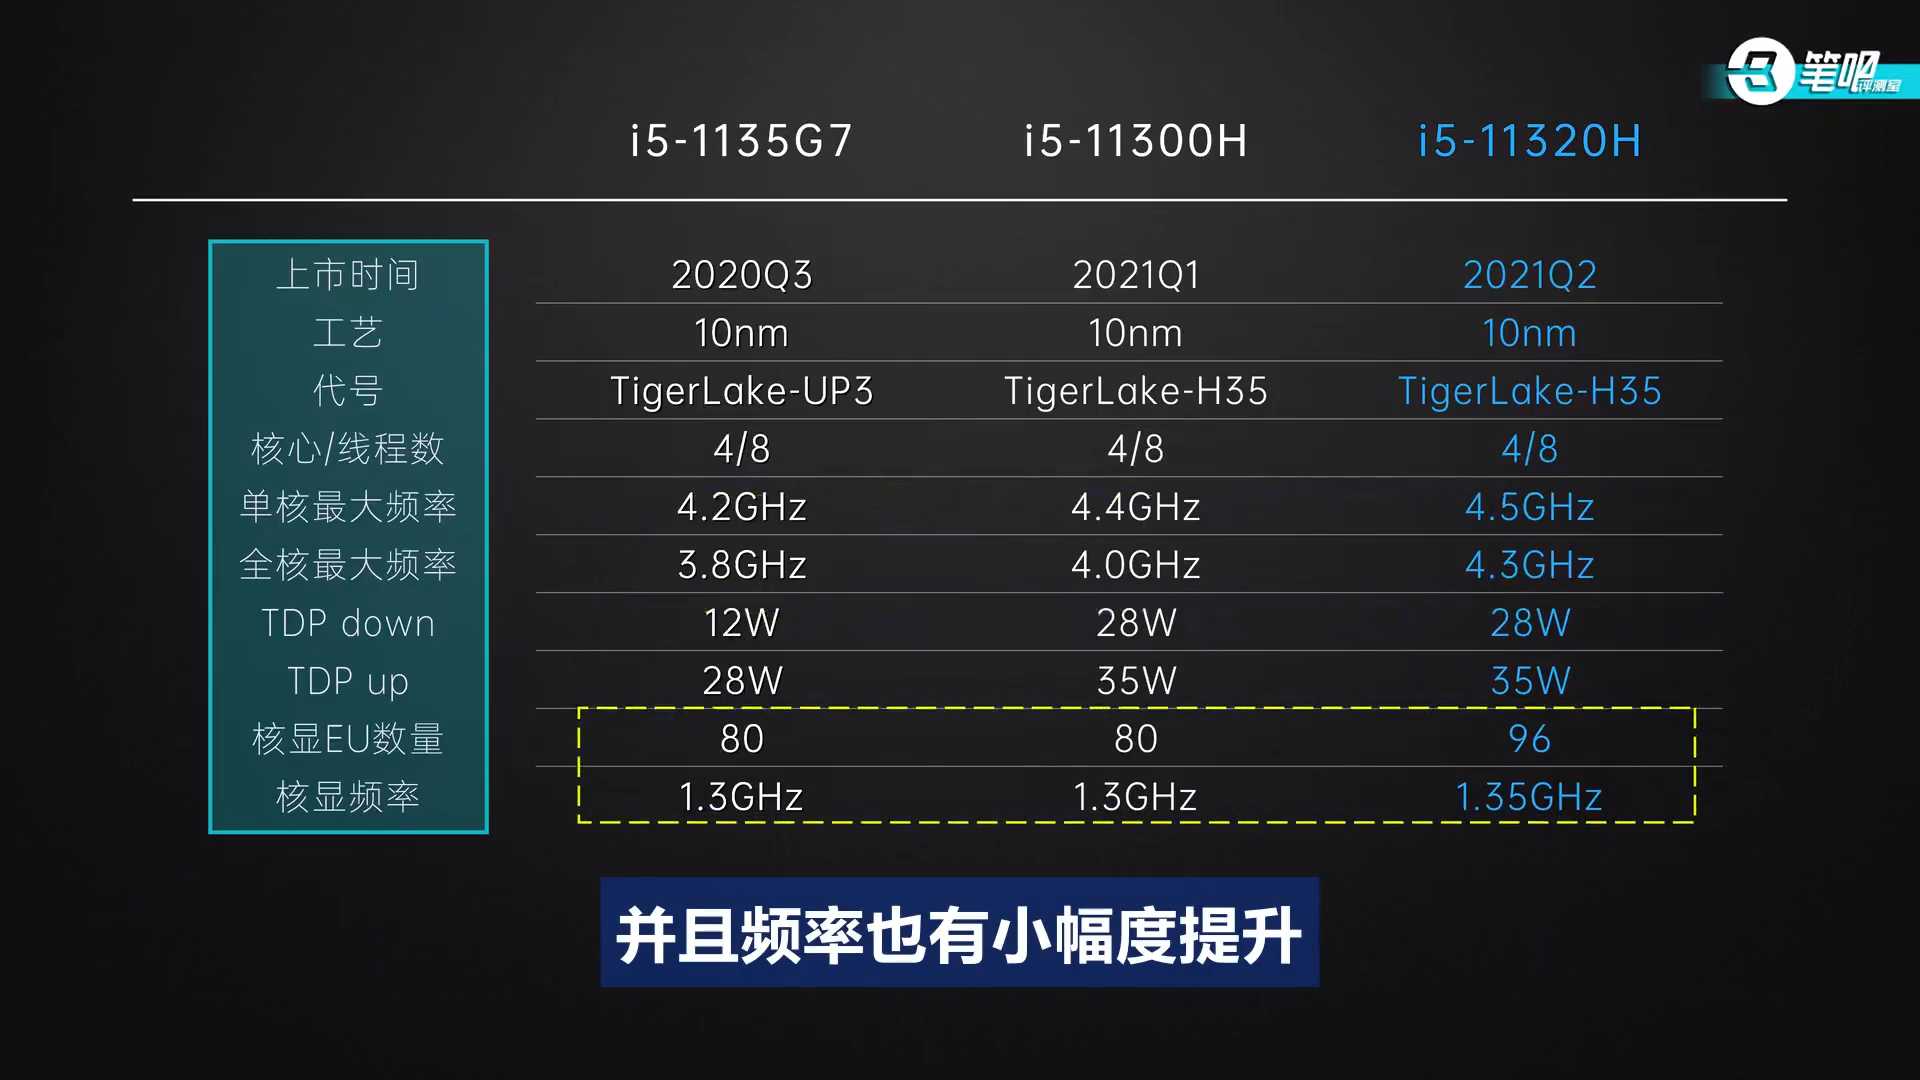 笔吧评测室
i5-1135G7 i5-11300H i5-11320H
上市时间 2020Q3 2021Q1 2021Q2
工艺 10nm 10nm 10nm
代号 TigerLake-UP3 TigerLake-H35 TigerLake-H35
核心/线程数 4/8 4/8 4/8
单核最大频率 4.2GHz 4.4GHz 4.5GHz
全核最大频率 3.8GHz 4.0GHz 4.3GHz
TDP down 12W 28W 28W
TDP up 28W 35W 35W
核显EU数量 80 80 96
核显频率 1.3GHz 1.3GHz 1.35GHz
并且频率也有小幅度提升